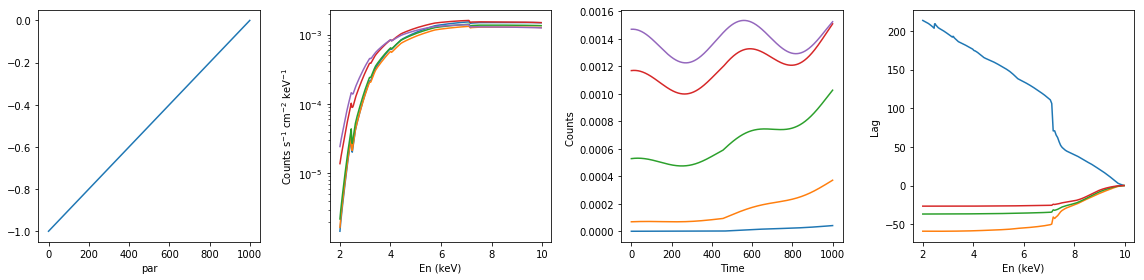 0.0
−0.2
−0.4
−0.6
−0.8
−1.0
0 200 400 600 800 1000
par
Counts s⁻¹ cm⁻² keV⁻¹
10⁻³
10⁻⁴
10⁻⁵
2 4 6 8 10
En (keV)
Counts
0.0016
0.0014
0.0012
0.0010
0.0008
0.0006
0.0004
0.0002
0.0000
0 200 400 600 800 1000
Time
Lag
200
150
100
50
0
−50
2 4 6 8 10
En (keV)